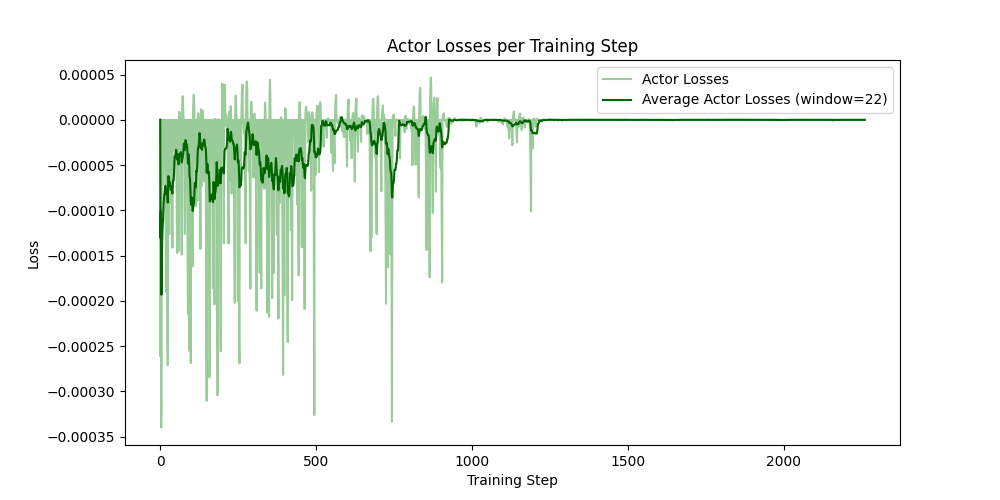 Actor Losses per Training Step
Actor Losses
Average Actor Losses (window=22)
0.00005
0.00000
−0.00005
−0.00010
−0.00015
−0.00020
−0.00025
−0.00030
−0.00035
Loss
0 500 1000 1500 2000
Training Step